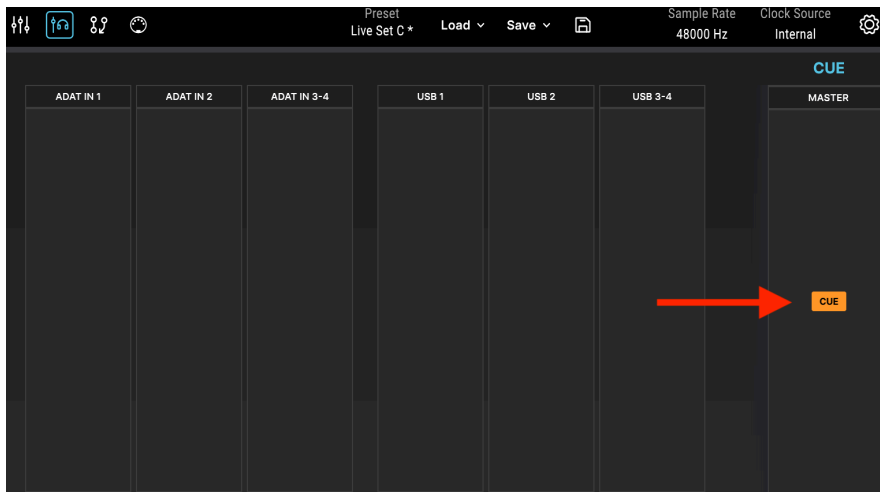 Preset
Live Set C *
Load
Save
Sample Rate
48000 Hz
Clock Source
Internal
CUE
ADAT IN 1
ADAT IN 2
ADAT IN 3-4
USB 1
USB 2
USB 3-4
MASTER
CUE